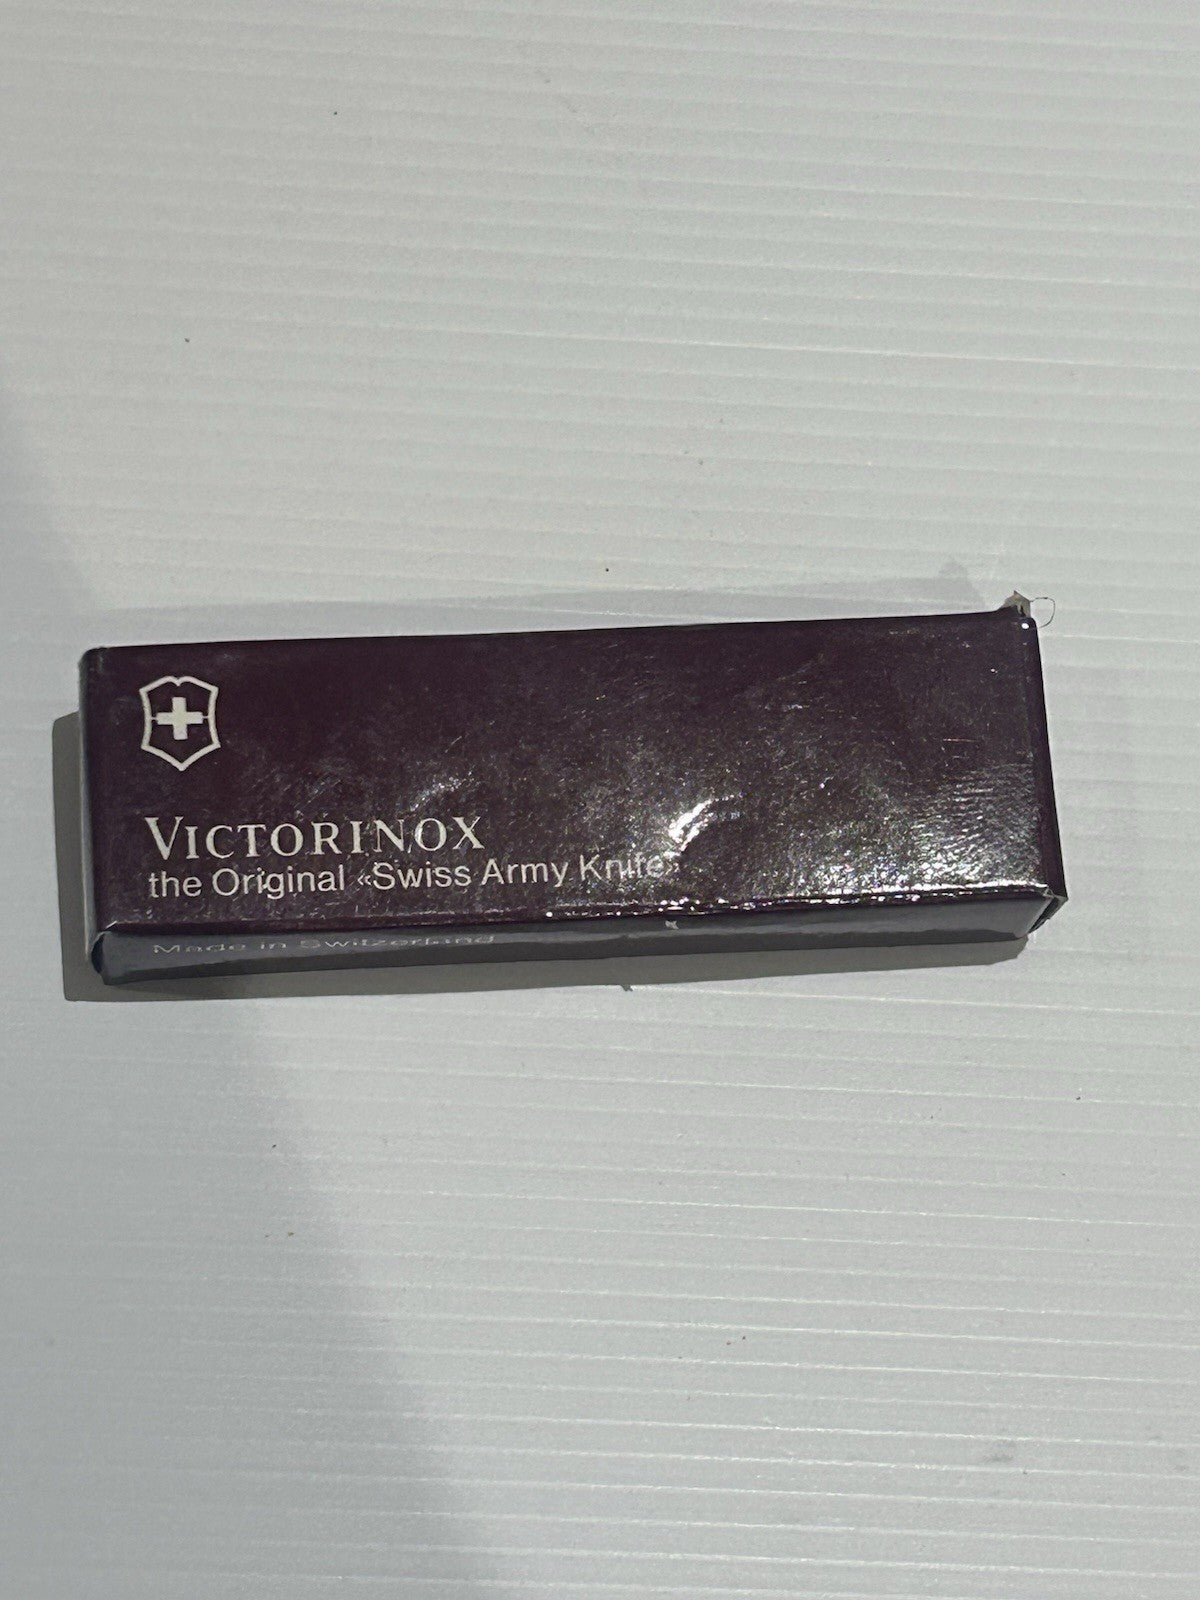 VICTORINOX
the Original «Swiss Army Knife»
Made in Switzerland